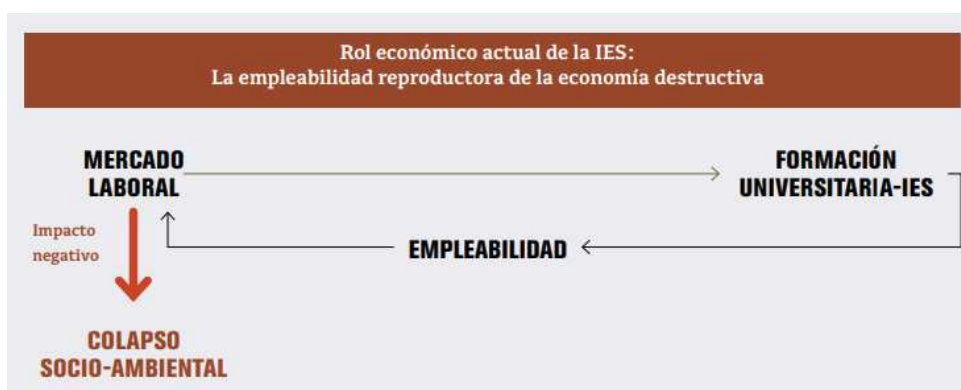 Rol económico actual de la IES:
La empleabilidad reproductora de la economía destructiva
MERCADO
LABORAL
FORMACIÓN
UNIVERSITARIA-IES
Impacto
negativo
EMPLEABILIDAD
COLAPSO
SOCIO-AMBIENTAL